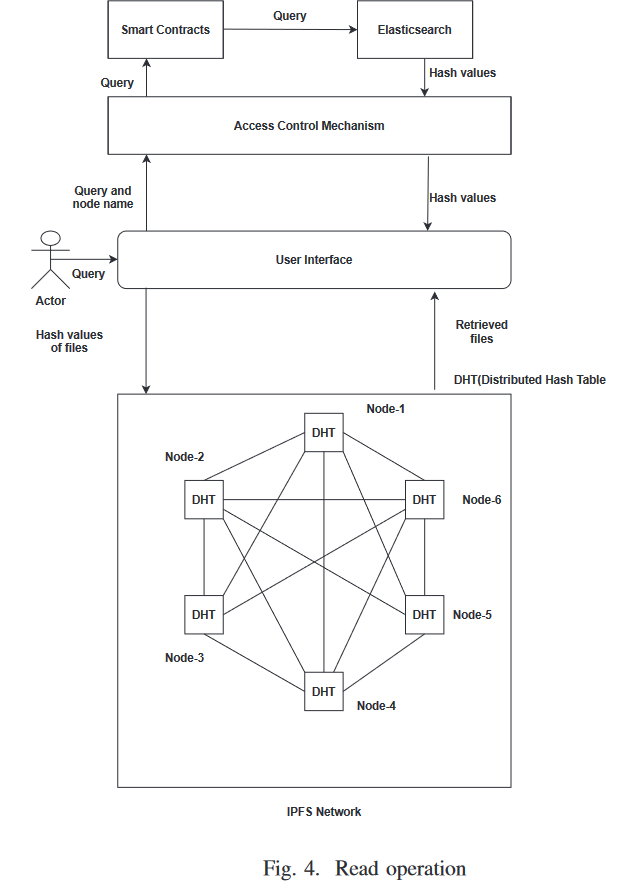 Query
Smart Contracts
Elasticsearch
Query
Hash values
Access Control Mechanism
Query and
node name
Hash values
User Interface
Query
Actor
Hash values
of files
Retrieved
files
DHT(Distributed Hash Table
Node-1
DHT
Node-2
DHT
DHT
Node-6
DHT
DHT
Node-5
Node-3
DHT
Node-4
IPFS Network
Fig. 4. Read operation